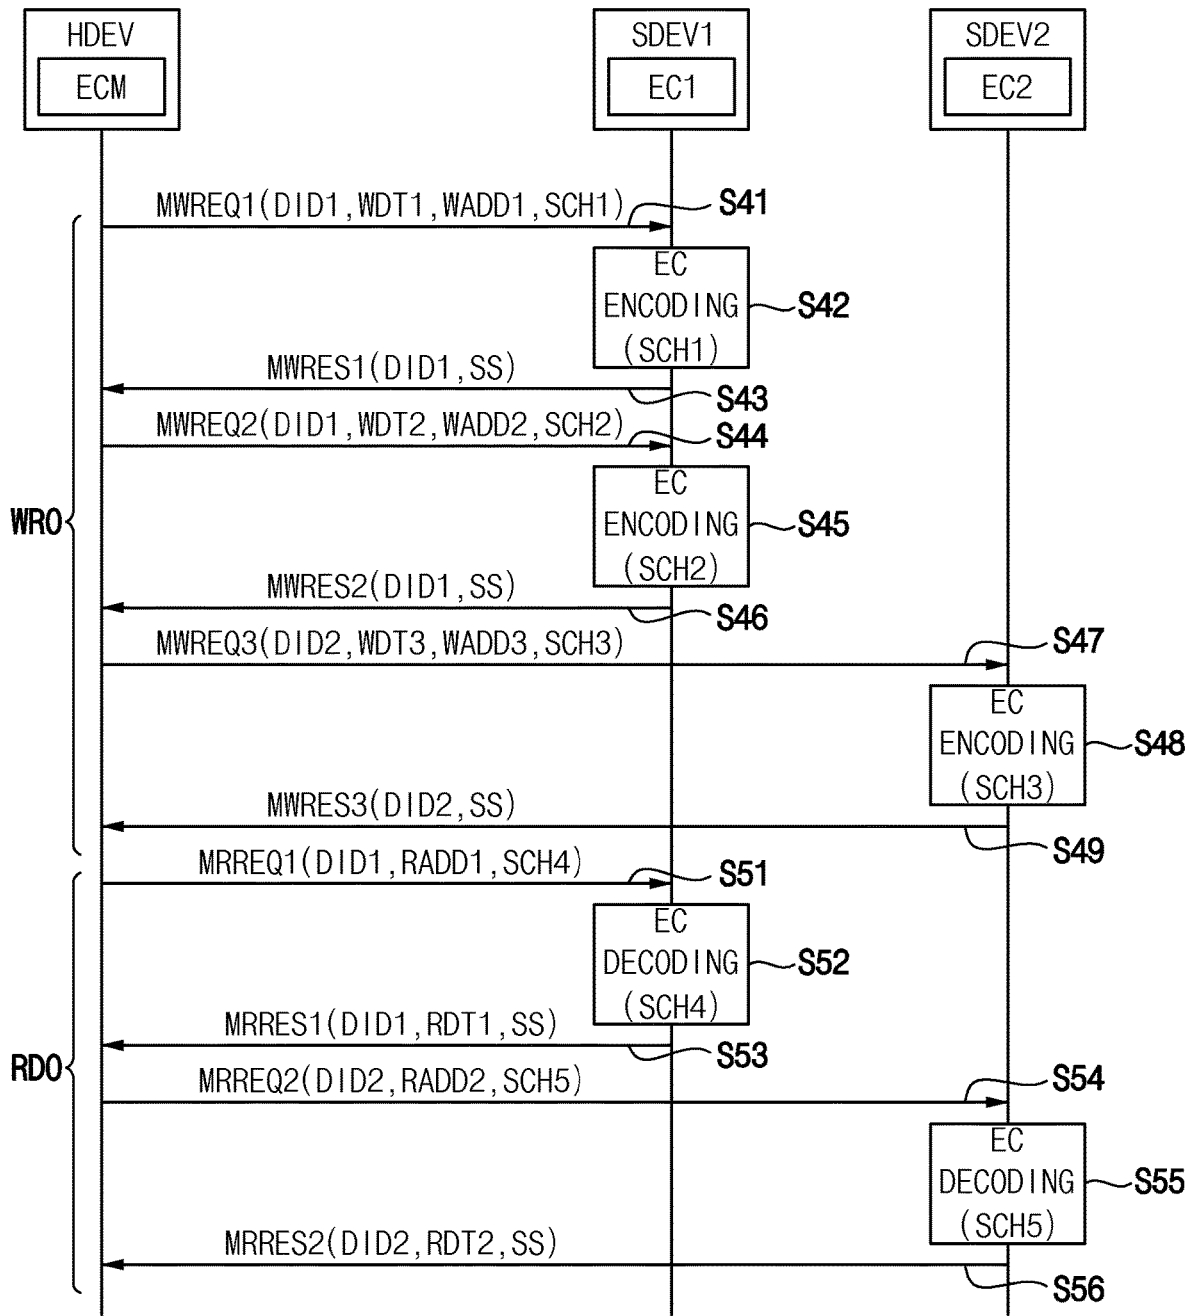 HDEV
ECM
SDEV1
EC1
SDEV2
EC2
MWREQ1(DID1,WDT1,WADD1,SCH1)
S41
EC
ENCODING
(SCH1)
S42
MWRES1(DID1,SS)
S43
MWREQ2(DID1,WDT2,WADD2,SCH2)
S44
EC
ENCODING
(SCH2)
S45
WRO
MWRES2(DID1,SS)
S46
MWREQ3(DID2,WDT3,WADD3,SCH3)
S47
EC
ENCODING
(SCH3)
S48
MWRES3(DID2,SS)
S49
MRREQ1(DID1,RADD1,SCH4)
S51
EC
DECODING
(SCH4)
S52
MRRES1(DID1,RDT1,SS)
S53
RDO
MRREQ2(DID2,RADD2,SCH5)
S54
EC
DECODING
(SCH5)
S55
MRRES2(DID2,RDT2,SS)
S56